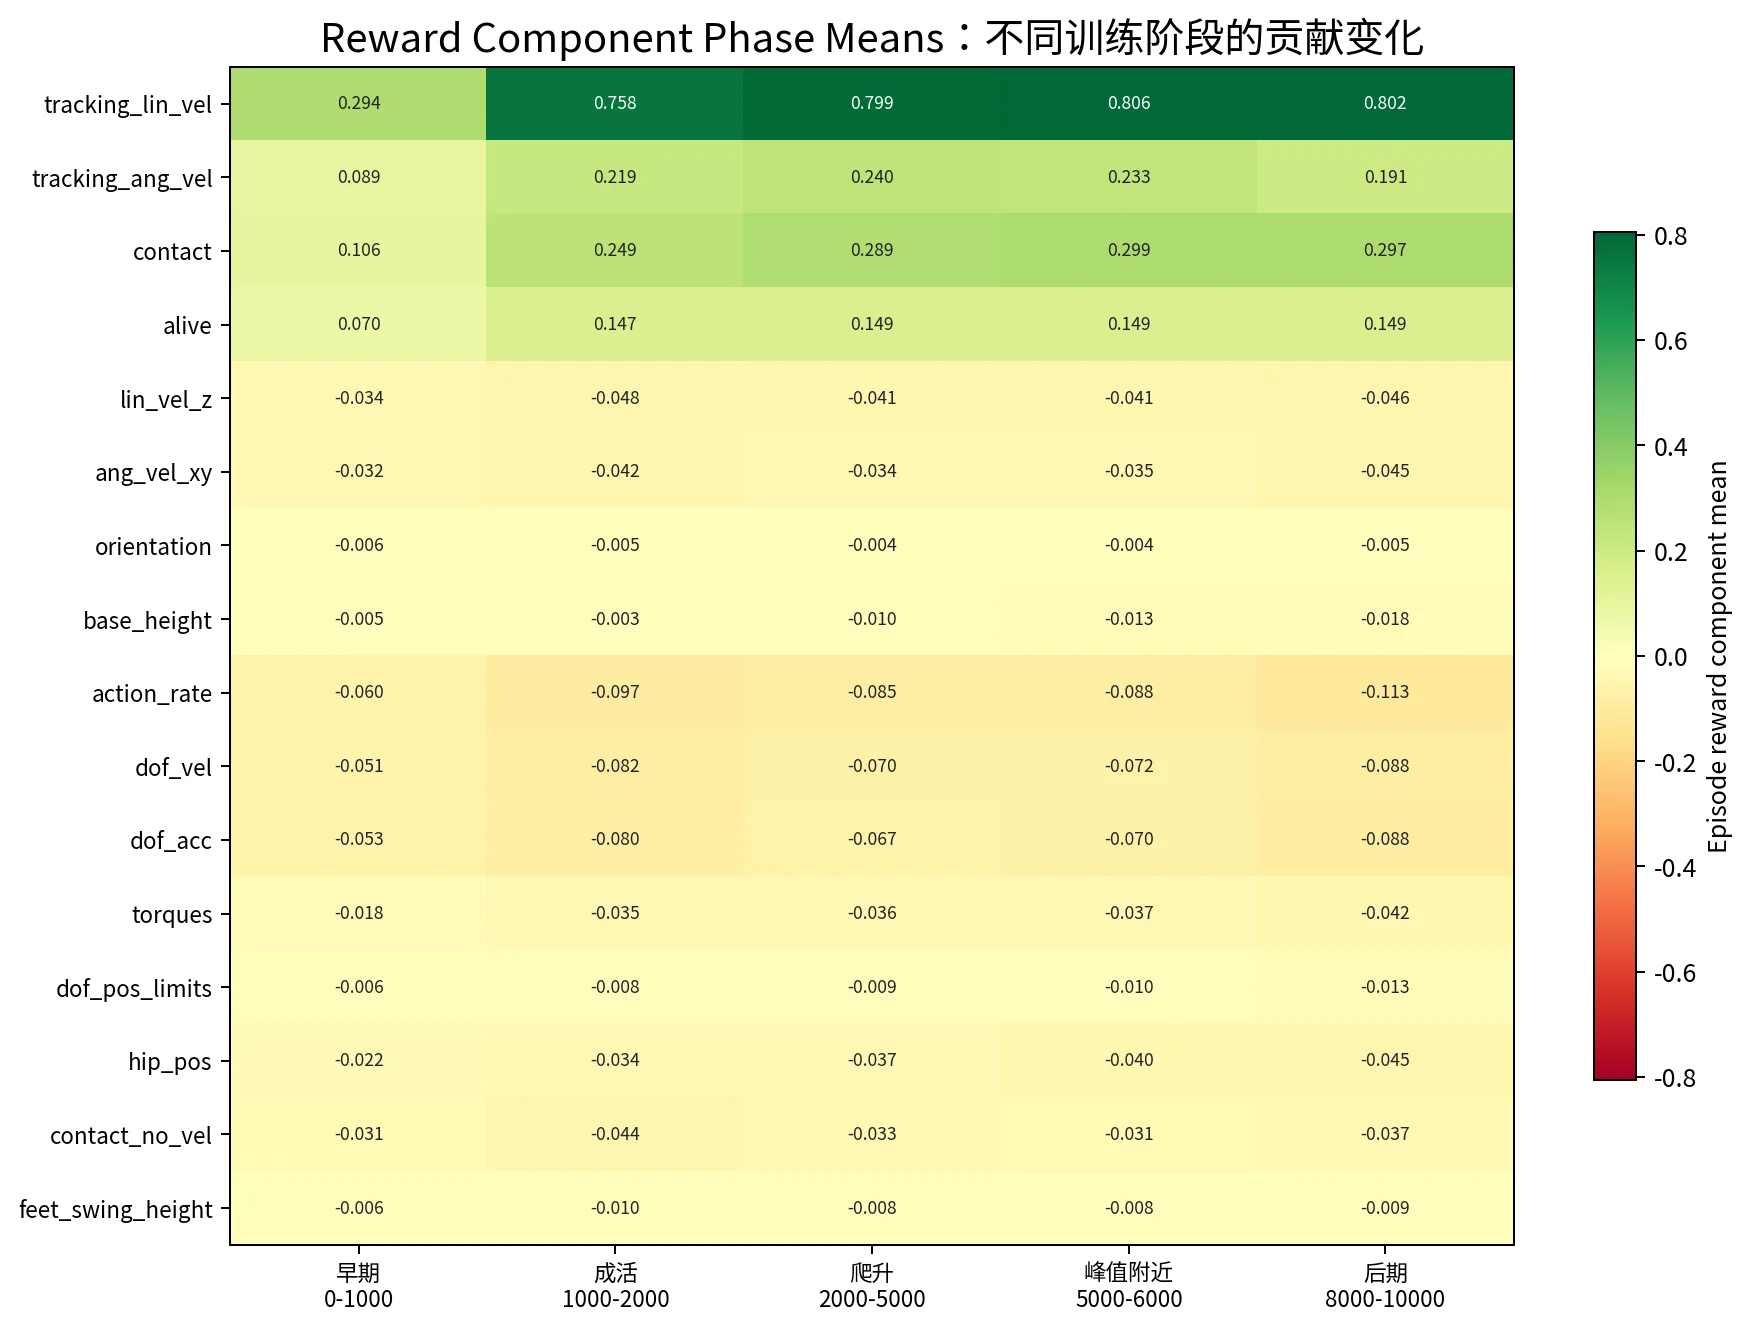 Reward Component Phase Means：不同训练阶段的贡献变化
tracking_lin_vel 0.294 0.758 0.799 0.806 0.802
tracking_ang_vel 0.089 0.219 0.240 0.233 0.191
contact 0.106 0.249 0.289 0.299 0.297
alive 0.070 0.147 0.149 0.149 0.149
lin_vel_z -0.034 -0.048 -0.041 -0.041 -0.046
ang_vel_xy -0.032 -0.042 -0.034 -0.035 -0.045
orientation -0.006 -0.005 -0.004 -0.004 -0.005
base_height -0.005 -0.003 -0.010 -0.013 -0.018
action_rate -0.060 -0.097 -0.085 -0.088 -0.113
dof_vel -0.051 -0.082 -0.070 -0.072 -0.088
dof_acc -0.053 -0.080 -0.067 -0.070 -0.088
torques -0.018 -0.035 -0.036 -0.037 -0.042
dof_pos_limits -0.006 -0.008 -0.009 -0.010 -0.013
hip_pos -0.022 -0.034 -0.037 -0.040 -0.045
contact_no_vel -0.031 -0.044 -0.033 -0.031 -0.037
feet_swing_height -0.006 -0.010 -0.008 -0.008 -0.009
早期 成活 爬升 峰值附近 后期
0-1000 1000-2000 2000-5000 5000-6000 8000-10000
0.8
0.6
0.4
0.2
0.0
-0.2
-0.4
-0.6
-0.8
Episode reward component mean